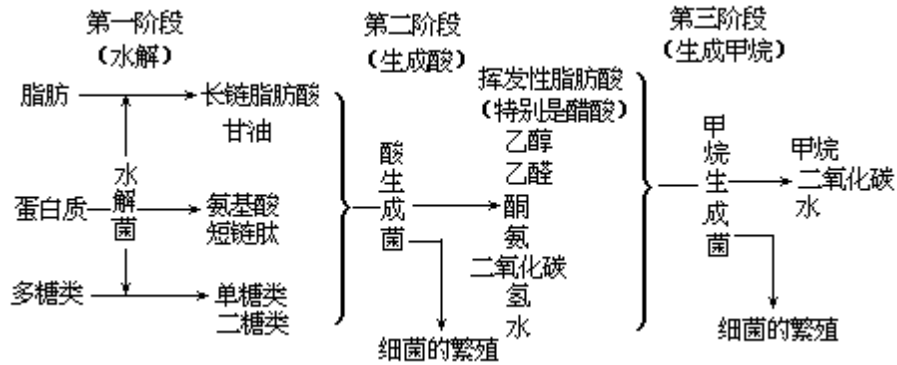 第一阶段
（水解）
脂肪
长链脂肪酸
甘油
水解菌
蛋白质
氨基酸
短链肽
多糖类
单糖类
二糖类
第二阶段
（生成酸）
酸生成菌
挥发性脂肪酸
（特别是醋酸）
乙醇
乙醛
酮
氨
二氧化碳
氢
水
细菌的繁殖
第三阶段
（生成甲烷）
甲烷生成菌
甲烷
二氧化碳
水
细菌的繁殖